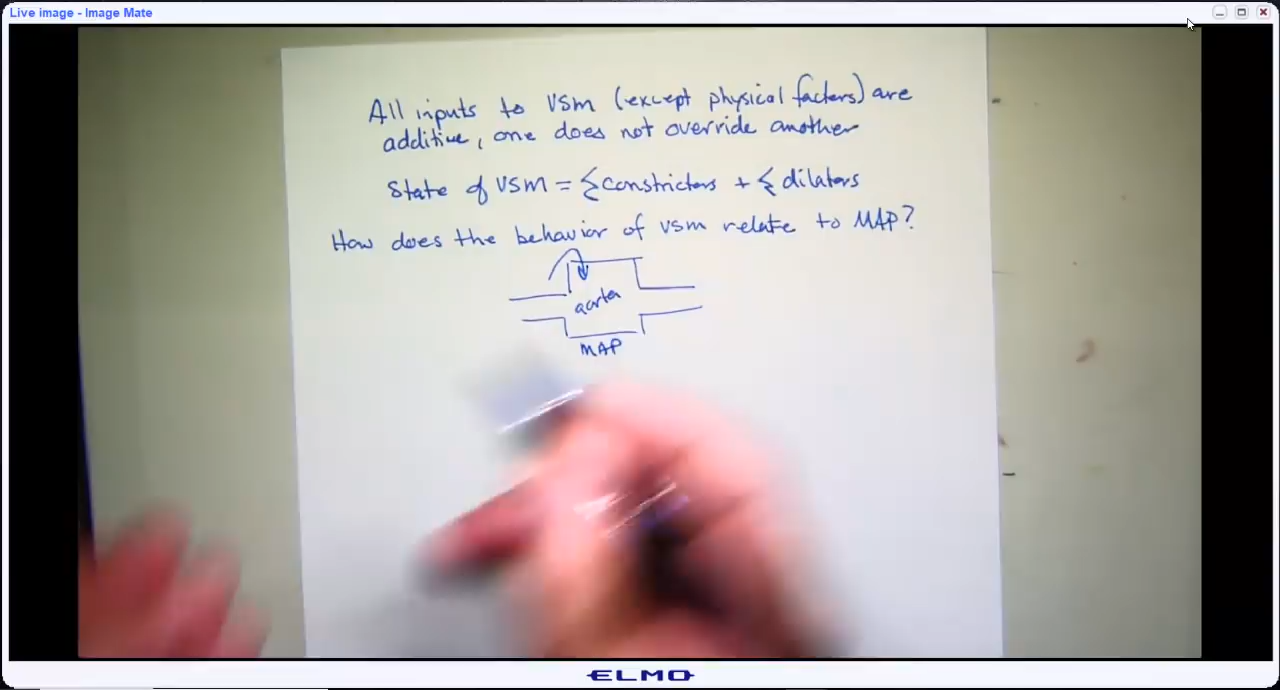 Live image - Image Mate
All inputs to VSM (except physical factors) are
additive, one does not override another
State of VSM = Σ constrictors + Σ dilators
How does the behavior of vsm relate to MAP?
aorta
MAP
ELMO